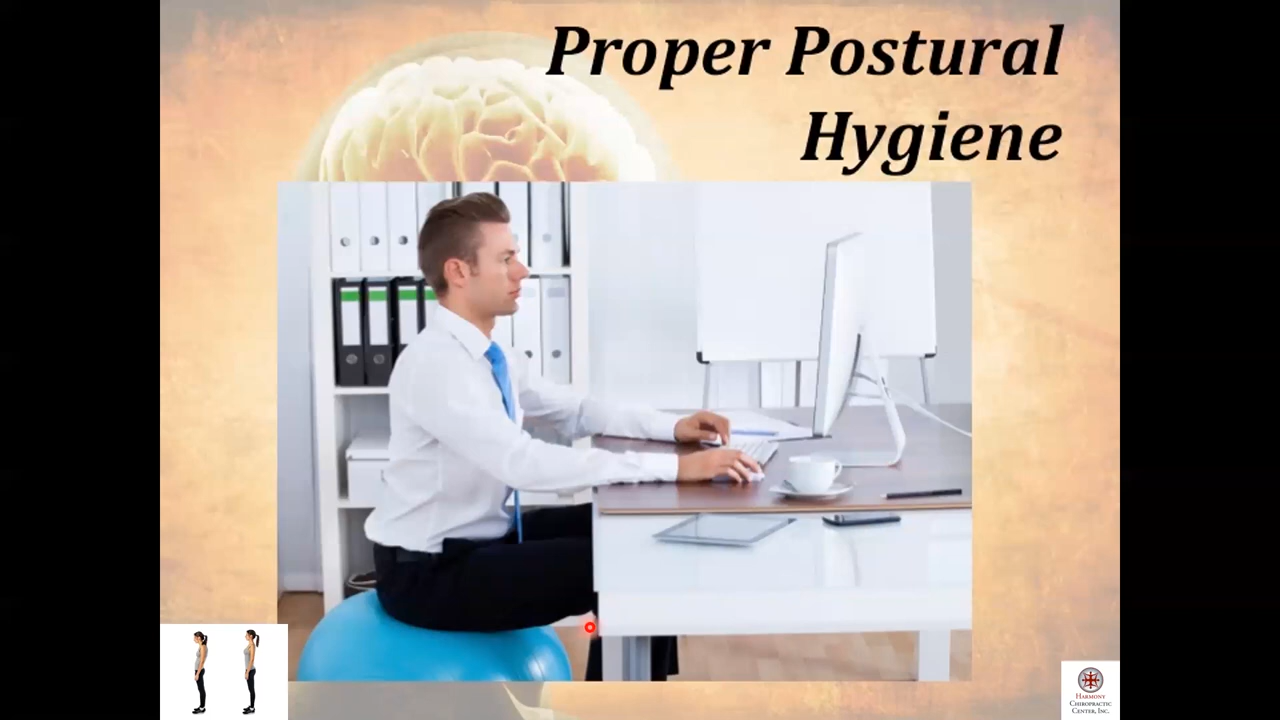 Proper Postural
Hygiene
Harmony
Chiropractic
Center, Inc.